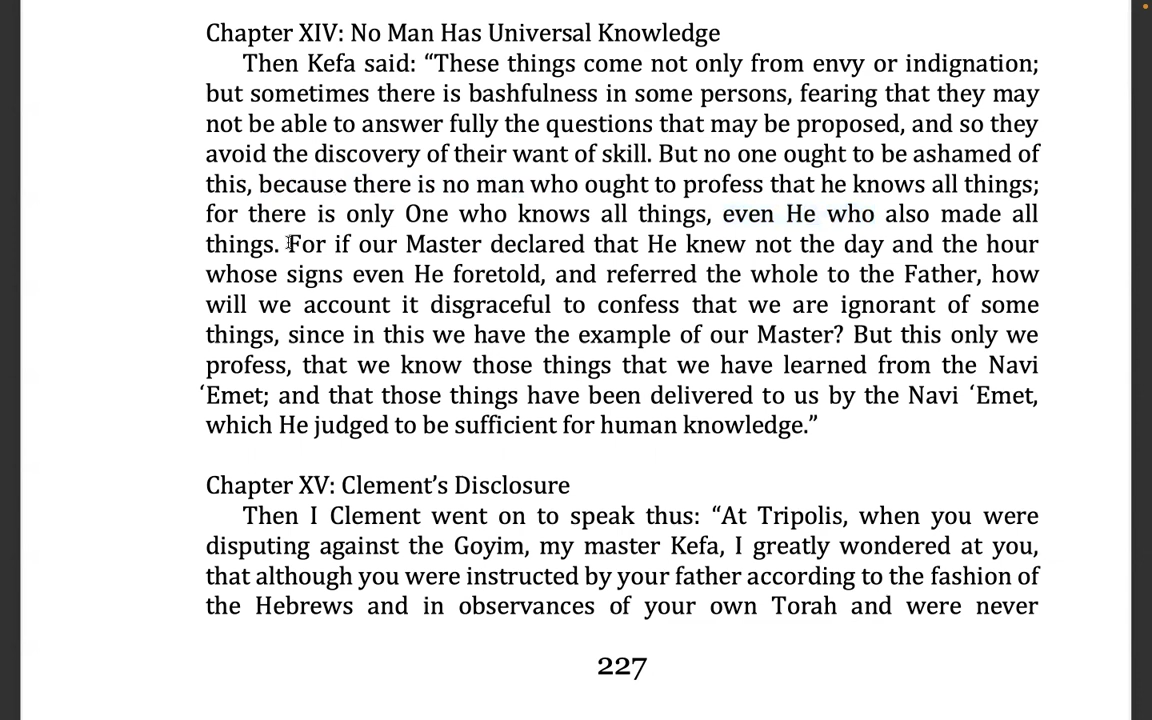 Chapter XIV: No Man Has Universal Knowledge
Then Kefa said: “These things come not only from envy or indignation;
but sometimes there is bashfulness in some persons, fearing that they may
not be able to answer fully the questions that may be proposed, and so they
avoid the discovery of their want of skill. But no one ought to be ashamed of
this, because there is no man who ought to profess that he knows all things;
for there is only One who knows all things, even He who also made all
things. For if our Master declared that He knew not the day and the hour
whose signs even He foretold, and referred the whole to the Father, how
will we account it disgraceful to confess that we are ignorant of some
things, since in this we have the example of our Master? But this only we
profess, that we know those things that we have learned from the Navi
‘Emet; and that those things have been delivered to us by the Navi ‘Emet,
which He judged to be sufficient for human knowledge.”
Chapter XV: Clement’s Disclosure
Then I Clement went on to speak thus: “At Tripolis, when you were
disputing against the Goyim, my master Kefa, I greatly wondered at you,
that although you were instructed by your father according to the fashion of
the Hebrews and in observances of your own Torah and were never
227